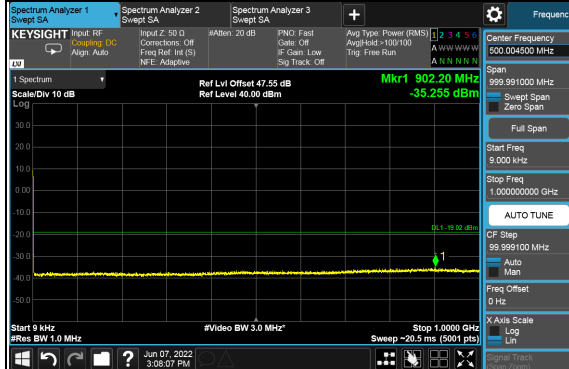 Spectrum Analyzer 1
Swept SA
Spectrum Analyzer 2
Swept SA
Spectrum Analyzer 3
Swept SA
Frequenc
KEYSIGHT
Input: RF
Coupling: DC
Align: Auto
Input Z: 50 Ω
Corrections: Off
Freq Ref: Int (S)
NFE: Adaptive
#Atten: 20 dB
PNO: Fast
Gate: Off
IF Gain: Low
Sig Track: Off
Avg Type: Power (RMS)
Avg|Hold:>100/100
Trig: Free Run
1 2 3 4 5 6
A W W W W W
A N N N N N
LXI
1 Spectrum
Scale/Div 10 dB
Log
Ref Lvl Offset 47.55 dB
Ref Level 40.00 dBm
Mkr1 902.20 MHz
-35.255 dBm
30.0
20.0
10.0
0.00
-10.0
-20.0
-30.0
-40.0
-50.0
DL1 -19.02 dBm
1
Start 9 kHz
#Res BW 1.0 MHz
#Video BW 3.0 MHz*
Stop 1.0000 GHz
Sweep ~20.5 ms (5001 pts)
Jun 07, 2022
3:08:07 PM
Center Frequency
500.004500 MHz
Span
999.991000 MHz
Swept Span
Zero Span
Full Span
Start Freq
9.000 kHz
Stop Freq
1.000000000 GHz
AUTO TUNE
CF Step
99.999100 MHz
Auto
Man
Freq Offset
0 Hz
X Axis Scale
Log
Lin
Signal Track
(Span Zoom)